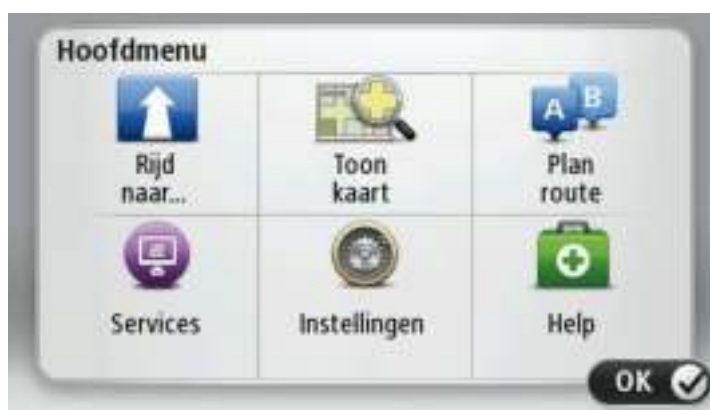 Hoofdmenu
Rijd
naar...
Toon
kaart
A B
Plan
route
Services
Instellingen
Help
OK